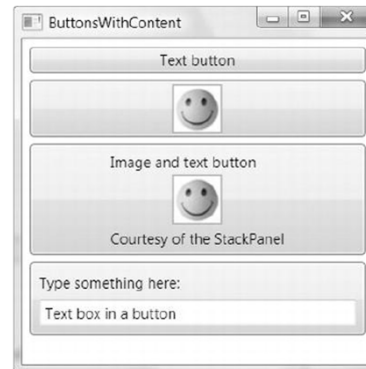 ButtonsWithContent
Text button
Image and text button
Courtesy of the StackPanel
Type something here:
Text box in a button